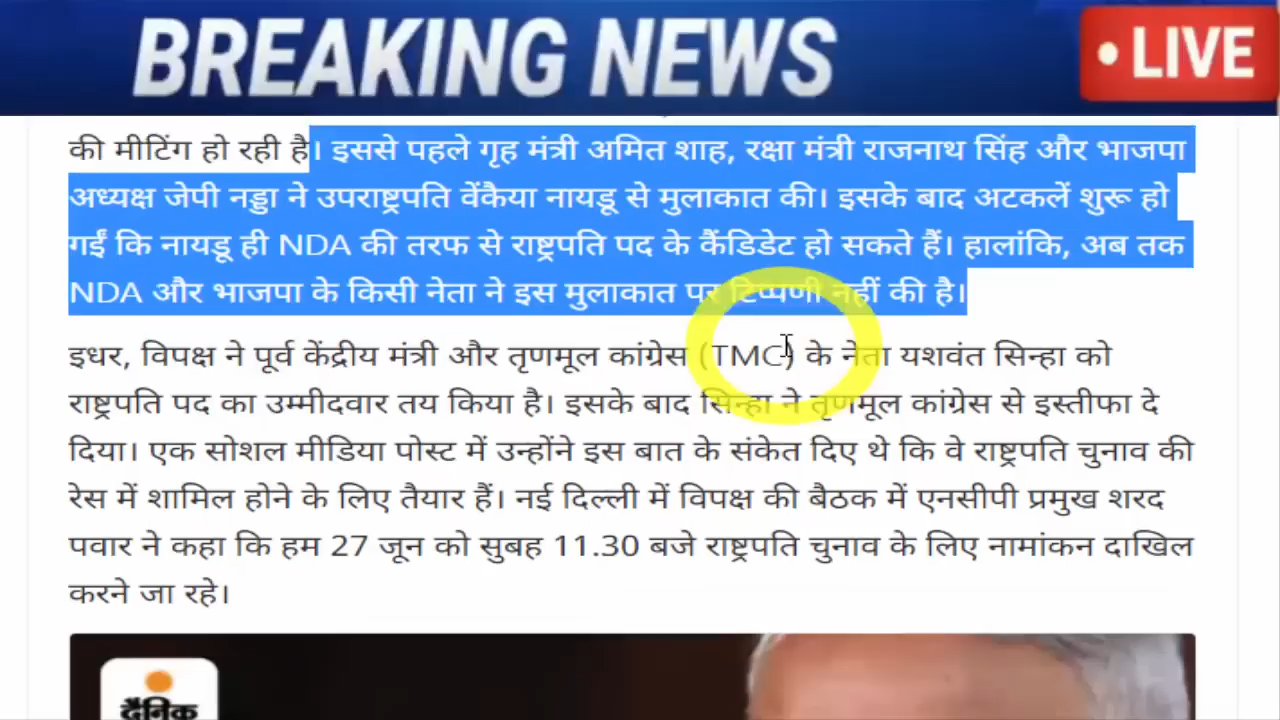 BREAKING NEWS
• LIVE
की मीटिंग हो रही है। इससे पहले गृह मंत्री अमित शाह, रक्षा मंत्री राजनाथ सिंह और भाजपा
अध्यक्ष जेपी नड्डा ने उपराष्ट्रपति वेंकैया नायडू से मुलाकात की। इसके बाद अटकलें शुरू हो
गईं कि नायडू ही NDA की तरफ से राष्ट्रपति पद के कैंडिडेट हो सकते हैं। हालांकि, अब तक
NDA और भाजपा के किसी नेता ने इस मुलाकात पर टिप्पणी नहीं की है।
इधर, विपक्ष ने पूर्व केंद्रीय मंत्री और तृणमूल कांग्रेस (TMC) के नेता यशवंत सिन्हा को
राष्ट्रपति पद का उम्मीदवार तय किया है। इसके बाद सिन्हा ने तृणमूल कांग्रेस से इस्तीफा दे
दिया। एक सोशल मीडिया पोस्ट में उन्होंने इस बात के संकेत दिए थे कि वे राष्ट्रपति चुनाव की
रेस में शामिल होने के लिए तैयार हैं। नई दिल्ली में विपक्ष की बैठक में एनसीपी प्रमुख शरद
पवार ने कहा कि हम 27 जून को सुबह 11.30 बजे राष्ट्रपति चुनाव के लिए नामांकन दाखिल
करने जा रहे।
दैनिक